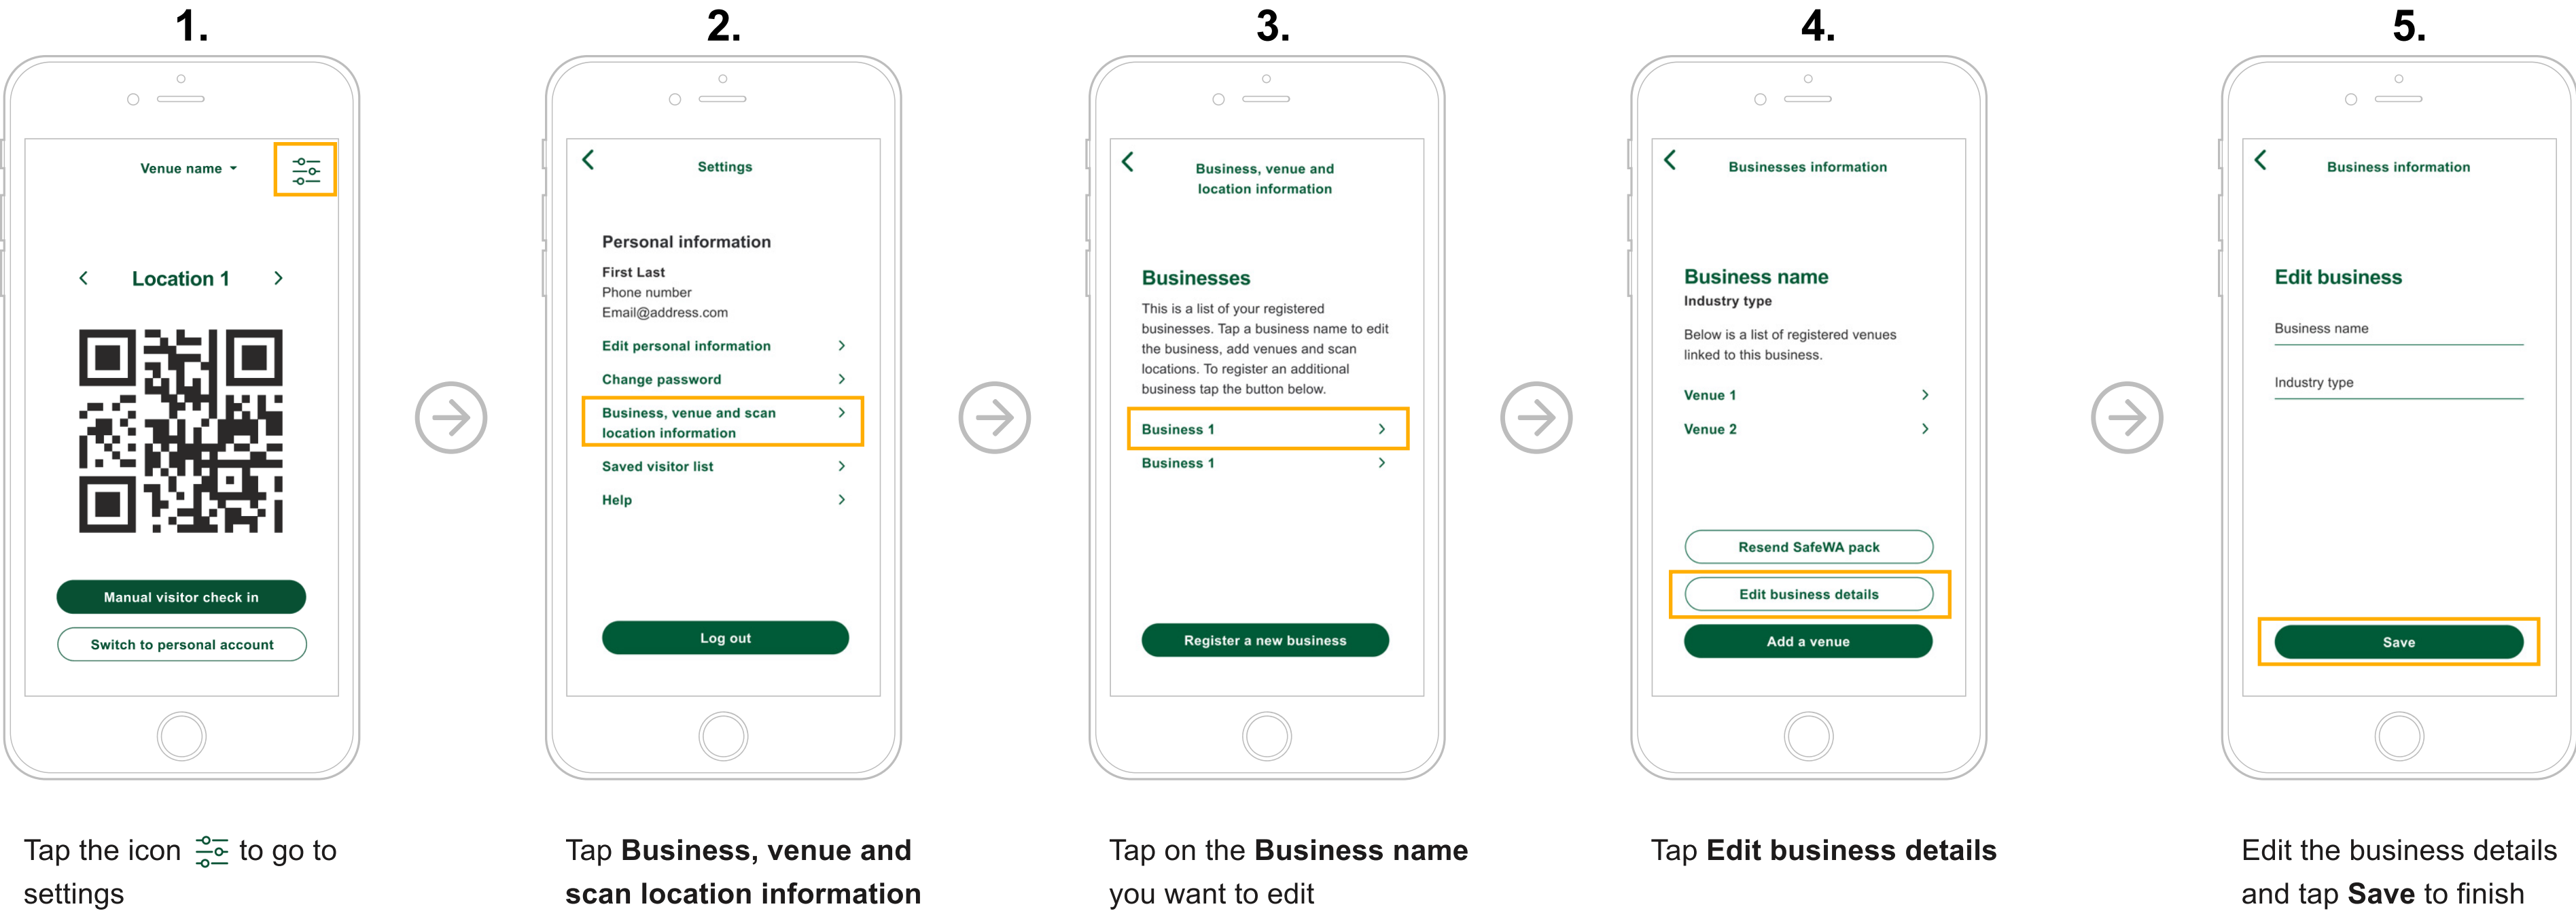 1.
Venue name
Location 1
Manual visitor check in
Switch to personal account
Tap the icon to go to
settings
2.
Settings
Personal information
First Last
Phone number
Email@address.com
Edit personal information
Change password
Business, venue and scan
location information
Saved visitor list
Help
Log out
Tap Business, venue and
scan location information
3.
Business, venue and
location information
Businesses
This is a list of your registered
businesses. Tap a business name to edit
the business, add venues and scan
locations. To register an additional
business tap the button below.
Business 1
Business 1
Register a new business
Tap on the Business name
you want to edit
4.
Businesses information
Business name
Industry type
Below is a list of registered venues
linked to this business.
Venue 1
Venue 2
Resend SafeWA pack
Edit business details
Add a venue
Tap Edit business details
5.
Business information
Edit business
Business name
Industry type
Save
Edit the business details
and tap Save to finish